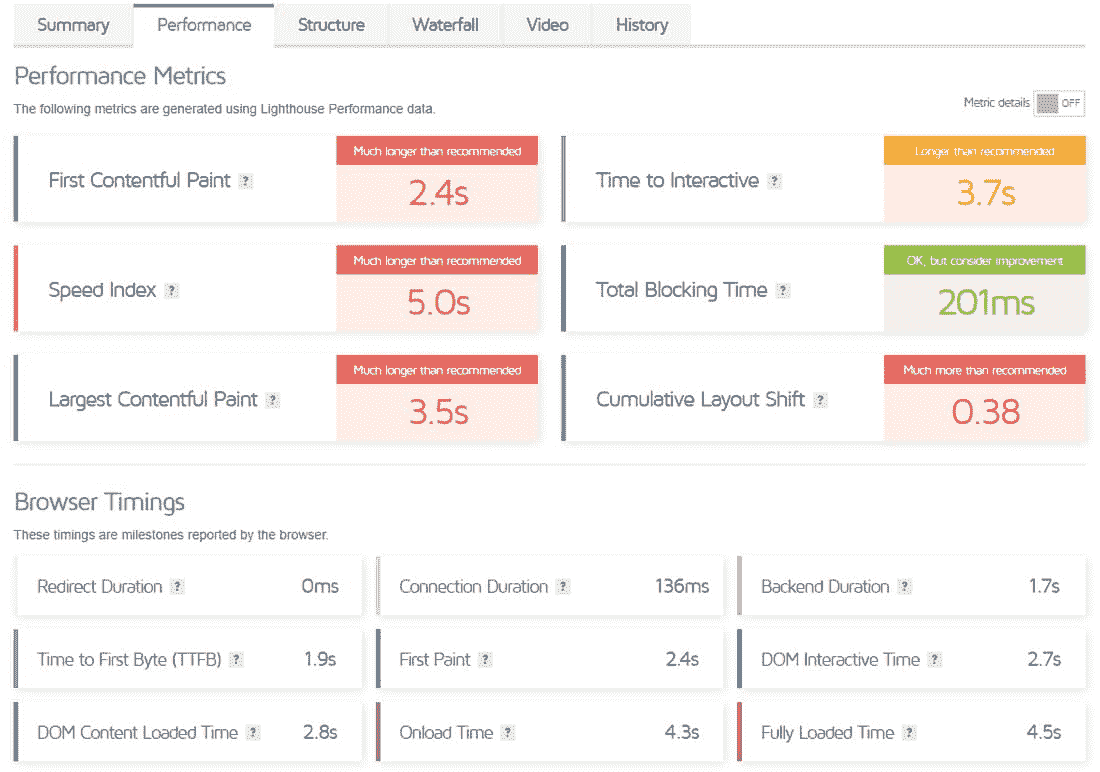 Summary Performance Structure Waterfall Video History
Performance Metrics
The following metrics are generated using Lighthouse Performance data.
Metric details OFF
First Contentful Paint ?
Much longer than recommended
2.4s
Time to Interactive ?
Longer than recommended
3.7s
Speed Index ?
Much longer than recommended
5.0s
Total Blocking Time ?
OK, but consider improvement
201ms
Largest Contentful Paint ?
Much longer than recommended
3.5s
Cumulative Layout Shift ?
Much more than recommended
0.38
Browser Timings
These timings are milestones reported by the browser.
Redirect Duration ? 0ms
Connection Duration ? 136ms
Backend Duration ? 1.7s
Time to First Byte (TTFB) ? 1.9s
First Paint ? 2.4s
DOM Interactive Time ? 2.7s
DOM Content Loaded Time ? 2.8s
Onload Time ? 4.3s
Fully Loaded Time ? 4.5s